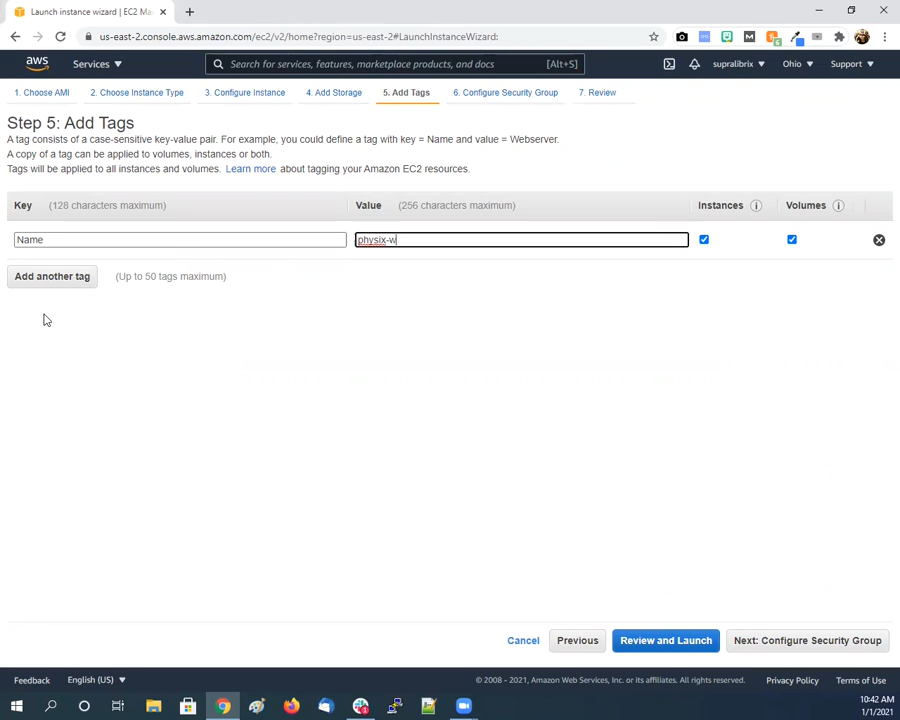 Launch instance wizard | EC2 Ma
us-east-2.console.aws.amazon.com/ec2/v2/home?region=us-east-2#LaunchInstanceWizard:
aws
Services
Search for services, features, marketplace products, and docs
[Alt+S]
supralibrix
Ohio
Support
1. Choose AMI
2. Choose Instance Type
3. Configure Instance
4. Add Storage
5. Add Tags
6. Configure Security Group
7. Review
Step 5: Add Tags
A tag consists of a case-sensitive key-value pair. For example, you could define a tag with key = Name and value = Webserver.
A copy of a tag can be applied to volumes, instances or both.
Tags will be applied to all instances and volumes. Learn more about tagging your Amazon EC2 resources.
Key (128 characters maximum) Value (256 characters maximum) Instances Volumes
Name physix-w
Add another tag (Up to 50 tags maximum)
Cancel Previous Review and Launch Next: Configure Security Group
Feedback English (US) © 2008 - 2021, Amazon Web Services, Inc. or its affiliates. All rights reserved. Privacy Policy Terms of Use
10:42 AM
1/1/2021